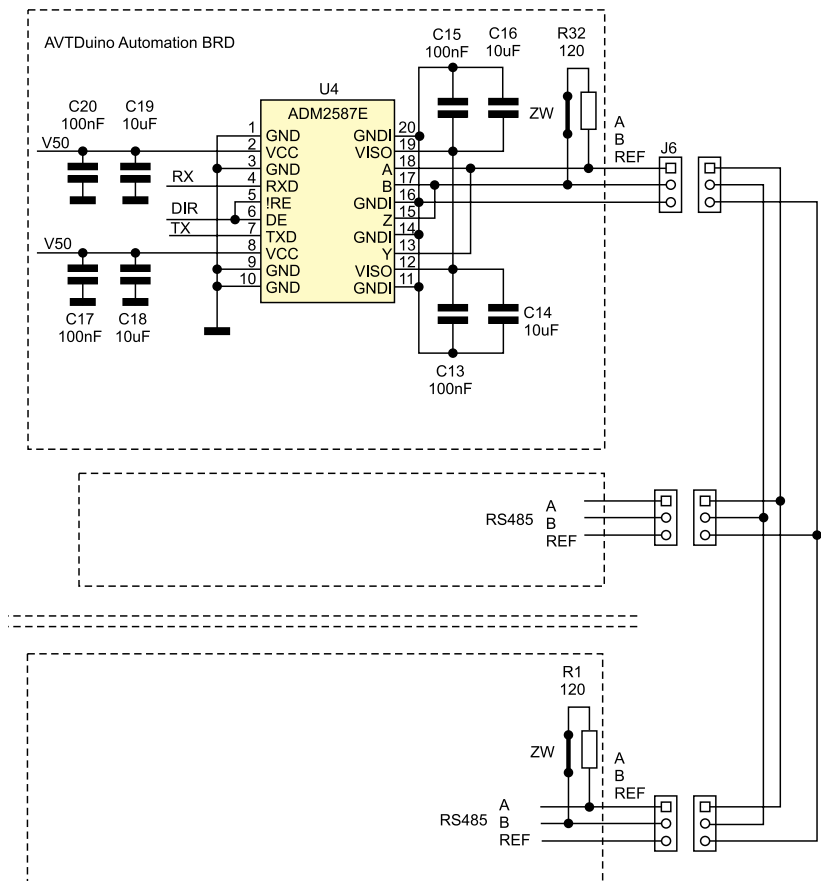 AVTDuino Automation BRD
C15
100nF
C16
10uF
R32
120
ZW
A
B
REF
J6
U4
ADM2587E
C20
100nF
C19
10uF
V50
RX
DIR
TX
V50
C17
100nF
C18
10uF
1 GND GNDI 20
2 VCC VISO 19
3 GND A 18
4 RXD B 17
5 !RE GNDI 16
6 DE Z 15
7 TXD GNDI 14
8 VCC Y 13
9 GND VISO 12
10 GND GNDI 11
C14
10uF
C13
100nF
RS485
A
B
REF
R1
120
ZW
A
B
REF
RS485
A
B
REF